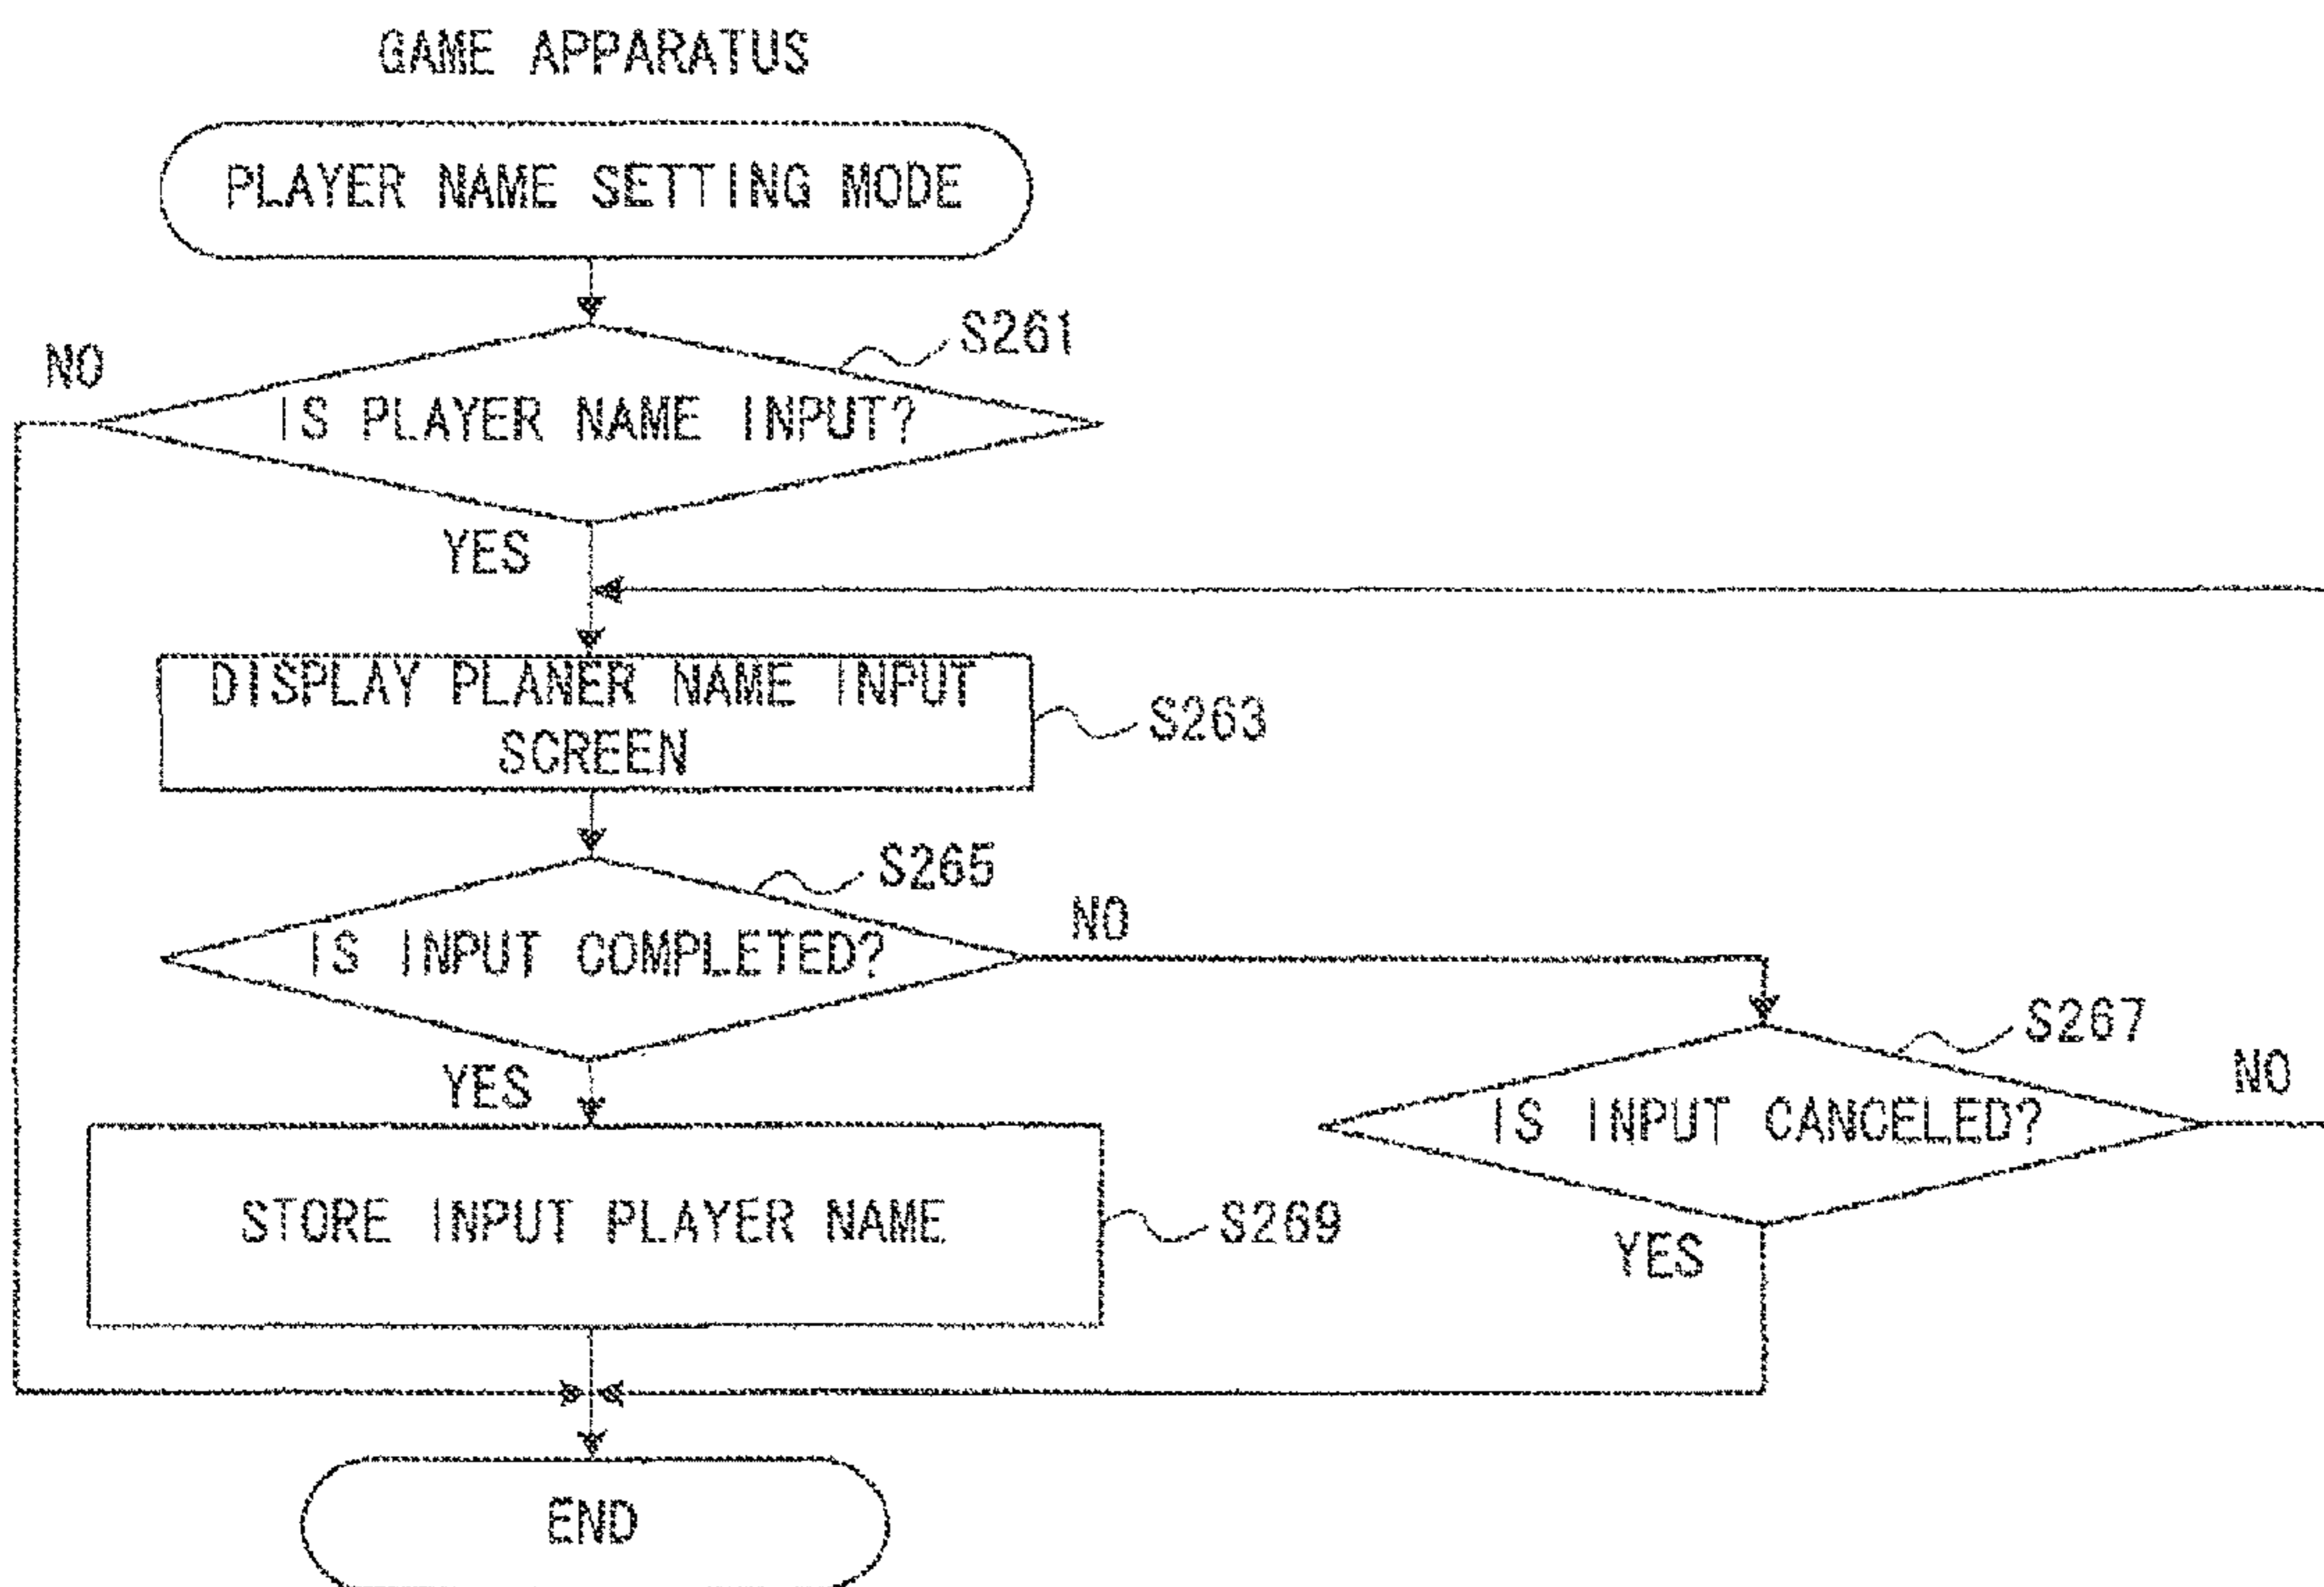 GAME APPARATUS
PLAYER NAME SETTING MODE
S261
NO
IS PLAYER NAME INPUT?
YES
DISPLAY PLANER NAME INPUT
SCREEN
S263
S265
NO
IS INPUT COMPLETED?
S267
NO
YES
IS INPUT CANCELED?
STORE INPUT PLAYER NAME
S269
YES
END